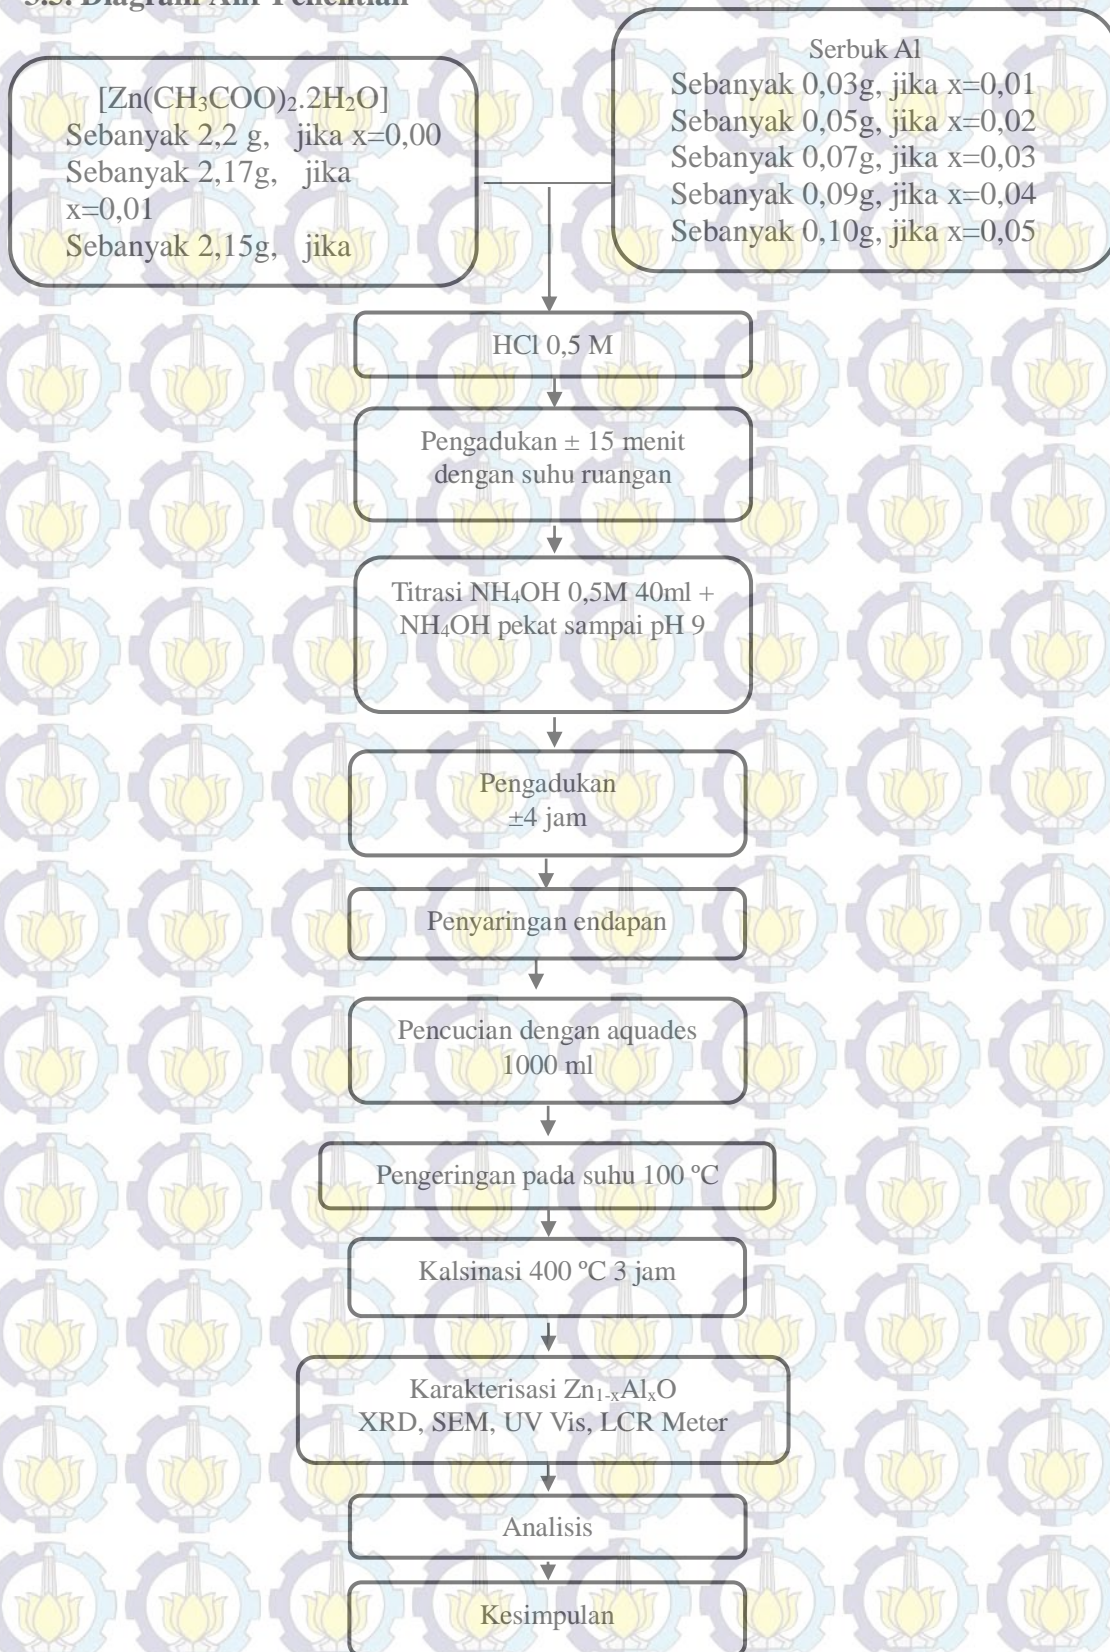 3.3. Diagram Alir Penelitian
[Zn(CH₃COO)₂.2H₂O]
Sebanyak 2,2 g, jika x=0,00
Sebanyak 2,17g, jika
x=0,01
Sebanyak 2,15g, jika
Serbuk Al
Sebanyak 0,03g, jika x=0,01
Sebanyak 0,05g, jika x=0,02
Sebanyak 0,07g, jika x=0,03
Sebanyak 0,09g, jika x=0,04
Sebanyak 0,10g, jika x=0,05
HCl 0,5 M
Pengadukan ± 15 menit
dengan suhu ruangan
Titrasi NH₄OH 0,5M 40ml +
NH₄OH pekat sampai pH 9
Pengadukan
±4 jam
Penyaringan endapan
Pencucian dengan aquades
1000 ml
Pengeringan pada suhu 100 ºC
Kalsinasi 400 ºC 3 jam
Karakterisasi Zn₁₋ₓAlₓO
XRD, SEM, UV Vis, LCR Meter
Analisis
Kesimpulan